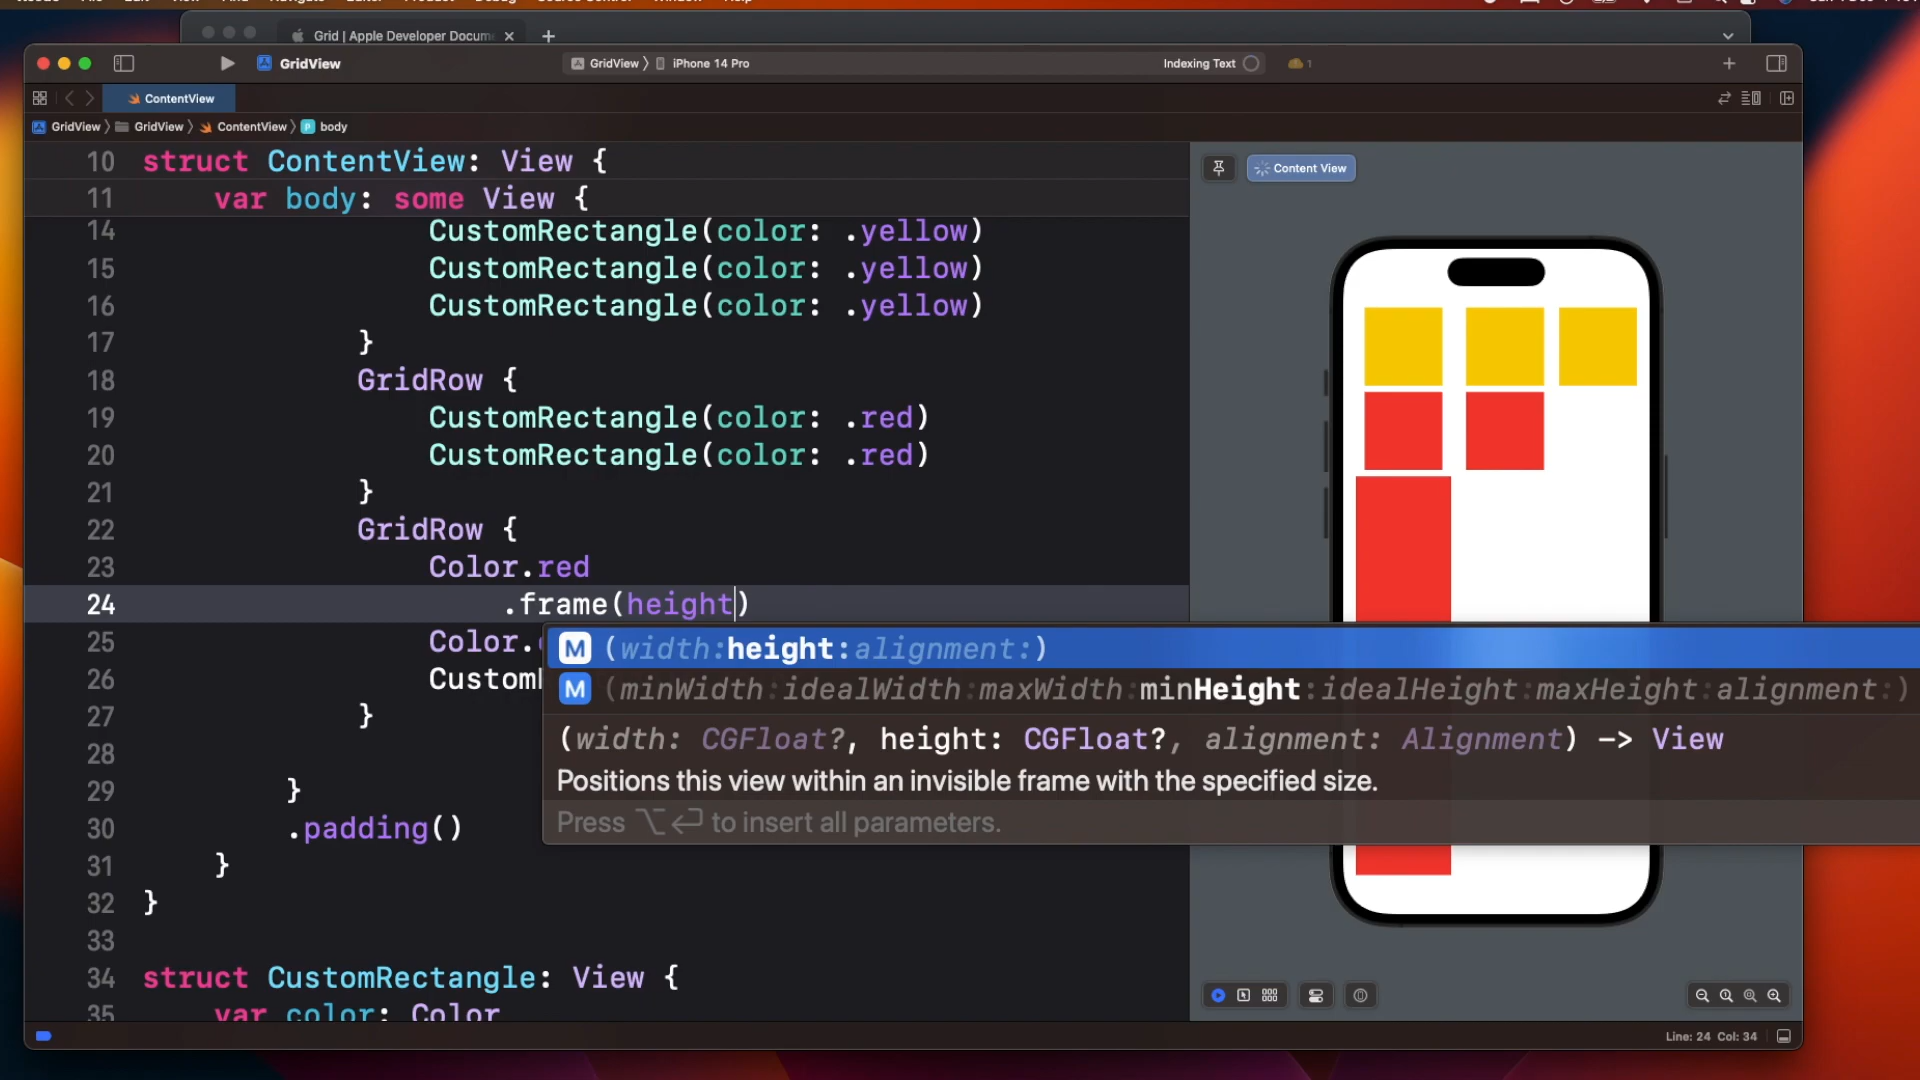 Grid | Apple Developer Docum
GridView
GridView
iPhone 14 Pro
Indexing Text
1
ContentView
GridView
GridView
ContentView
body
10 struct ContentView: View {
11 var body: some View {
14 CustomRectangle(color: .yellow)
15 CustomRectangle(color: .yellow)
16 CustomRectangle(color: .yellow)
17 }
18 GridRow {
19 CustomRectangle(color: .red)
20 CustomRectangle(color: .red)
21 }
22 GridRow {
23 Color.red
24 .frame(height)
25 Color.
26 Custom
27 }
28
29 }
30 .padding()
31 }
32 }
33
34 struct CustomRectangle: View {
35 var color: Color
M (width:height:alignment:)
M (minWidth:idealWidth:maxWidth:minHeight:idealHeight:maxHeight:alignment:)
(width: CGFloat?, height: CGFloat?, alignment: Alignment) -> View
Positions this view within an invisible frame with the specified size.
Press ⌥↩ to insert all parameters.
Content View
Line: 24 Col: 34